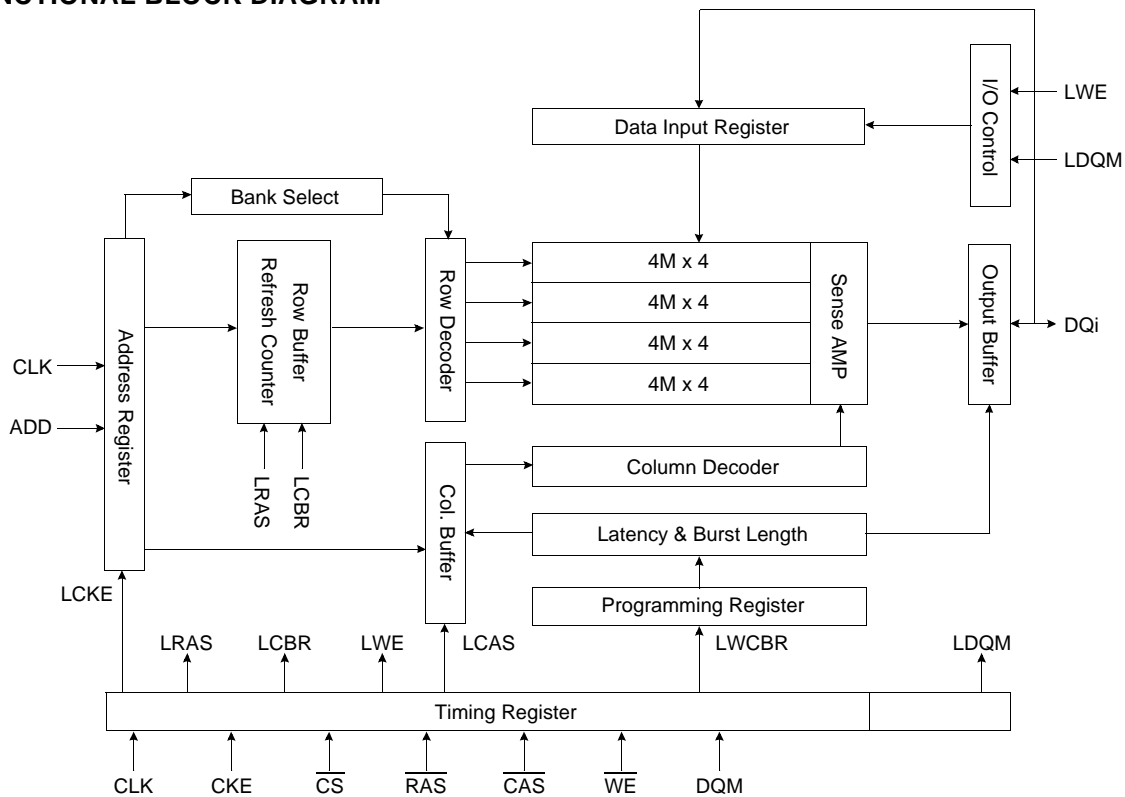 FUNCTIONAL BLOCK DIAGRAM
I/O Control
LWE
LDQM
Data Input Register
Bank Select
Address Register
CLK
ADD
Row Buffer
Refresh Counter
LRAS
LCBR
Row Decoder
4M x 4
4M x 4
4M x 4
4M x 4
Sense AMP
Output Buffer
DQi
Col. Buffer
Column Decoder
Latency & Burst Length
Programming Register
LCKE
LRAS
LCBR
LWE
LCAS
LWCBR
LDQM
Timing Register
CLK
CKE
CS
RAS
CAS
WE
DQM